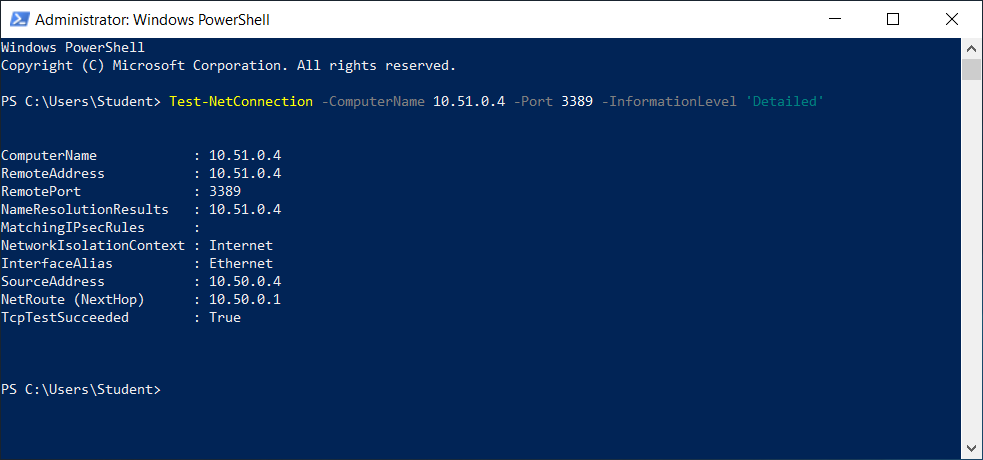 Administrator: Windows PowerShell
Windows PowerShell
Copyright (C) Microsoft Corporation. All rights reserved.
PS C:\Users\Student> Test-NetConnection -ComputerName 10.51.0.4 -Port 3389 -InformationLevel 'Detailed'
ComputerName            : 10.51.0.4
RemoteAddress           : 10.51.0.4
RemotePort              : 3389
NameResolutionResults   : 10.51.0.4
MatchingIPsecRules      :
NetworkIsolationContext : Internet
InterfaceAlias          : Ethernet
SourceAddress           : 10.50.0.4
NetRoute (NextHop)      : 10.50.0.1
TcpTestSucceeded        : True
PS C:\Users\Student>